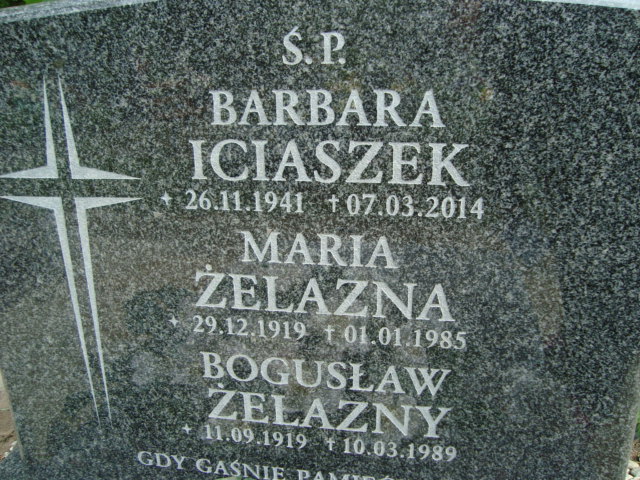 Ś.P.
BARBARA
ICIASZEK
+ 26.11.1941 †07.03.2014
MARIA
ŻELAZNA
+ 29.12.1919 † 01.01.1985
BOGUSŁAW
ŻELAZNY
+ 11.09.1919 † 10.03.1989
GDY GAŚNIE